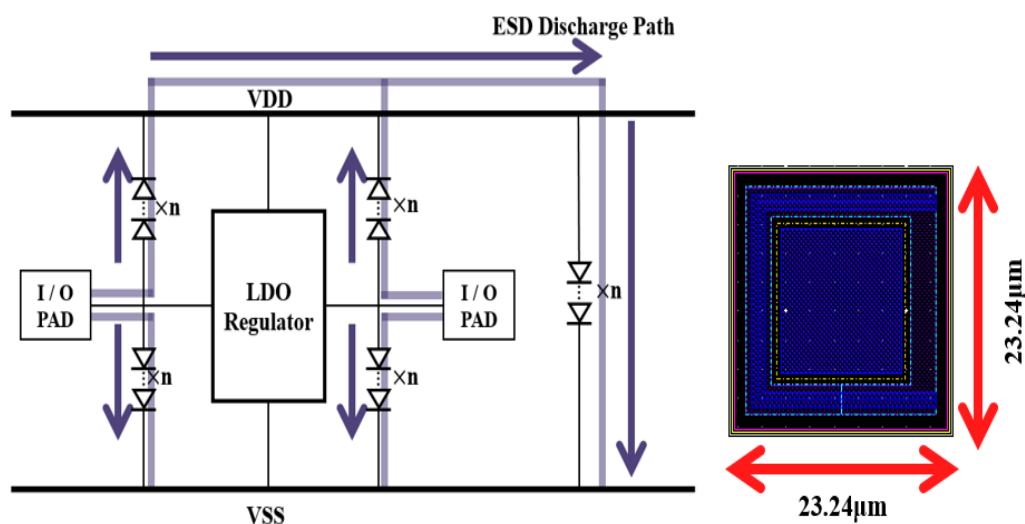 ESD Discharge Path
VDD
×n
×n
I / O
PAD
LDO
Regulator
I / O
PAD
×n
×n
×n
VSS
23.24μm
23.24μm